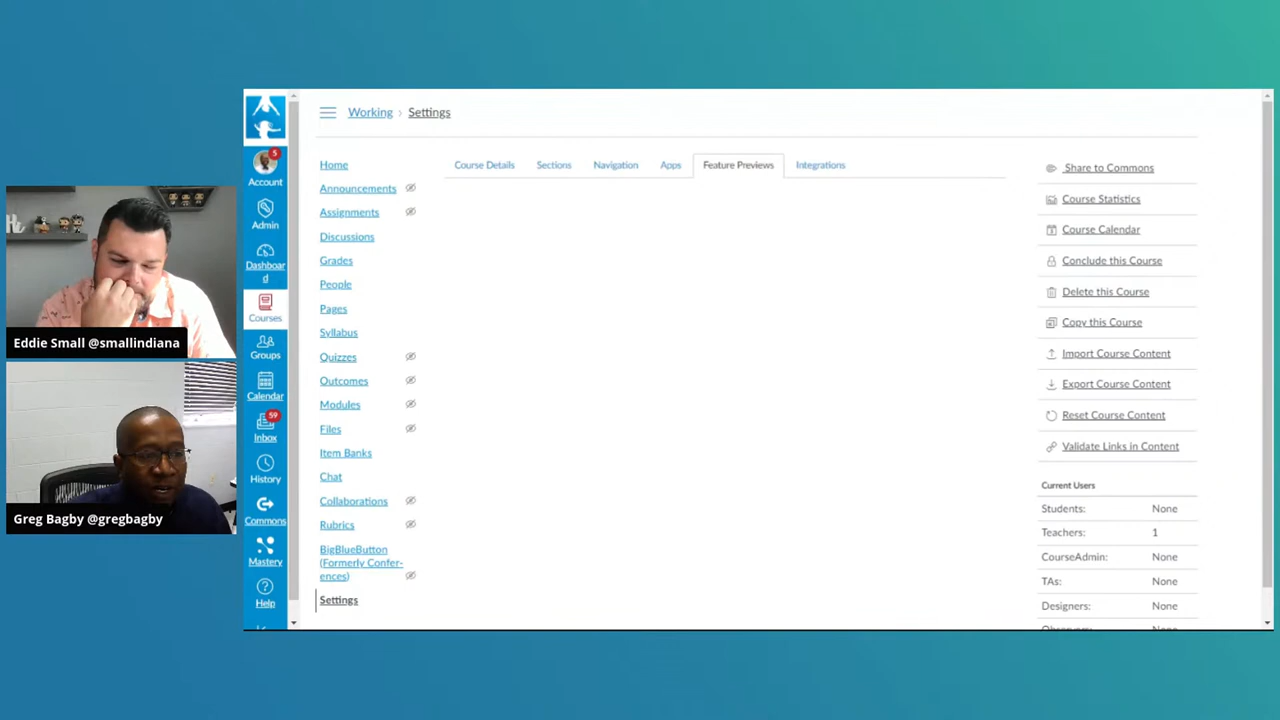 Eddie Small @smallindiana
Greg Bagby @gregbagby
5
Account
Admin
Dashboar
d
Courses
Groups
Calendar
59
Inbox
History
Commons
Mastery
Help
Working › Settings
Home
Announcements
Assignments
Discussions
Grades
People
Pages
Syllabus
Quizzes
Outcomes
Modules
Files
Item Banks
Chat
Collaborations
Rubrics
BigBlueButton
(Formerly Confer-
ences)
Settings
Course Details Sections Navigation Apps Feature Previews Integrations
Share to Commons
Course Statistics
Course Calendar
Conclude this Course
Delete this Course
Copy this Course
Import Course Content
Export Course Content
Reset Course Content
Validate Links in Content
Current Users
Students: None
Teachers: 1
CourseAdmin: None
TAs: None
Designers: None